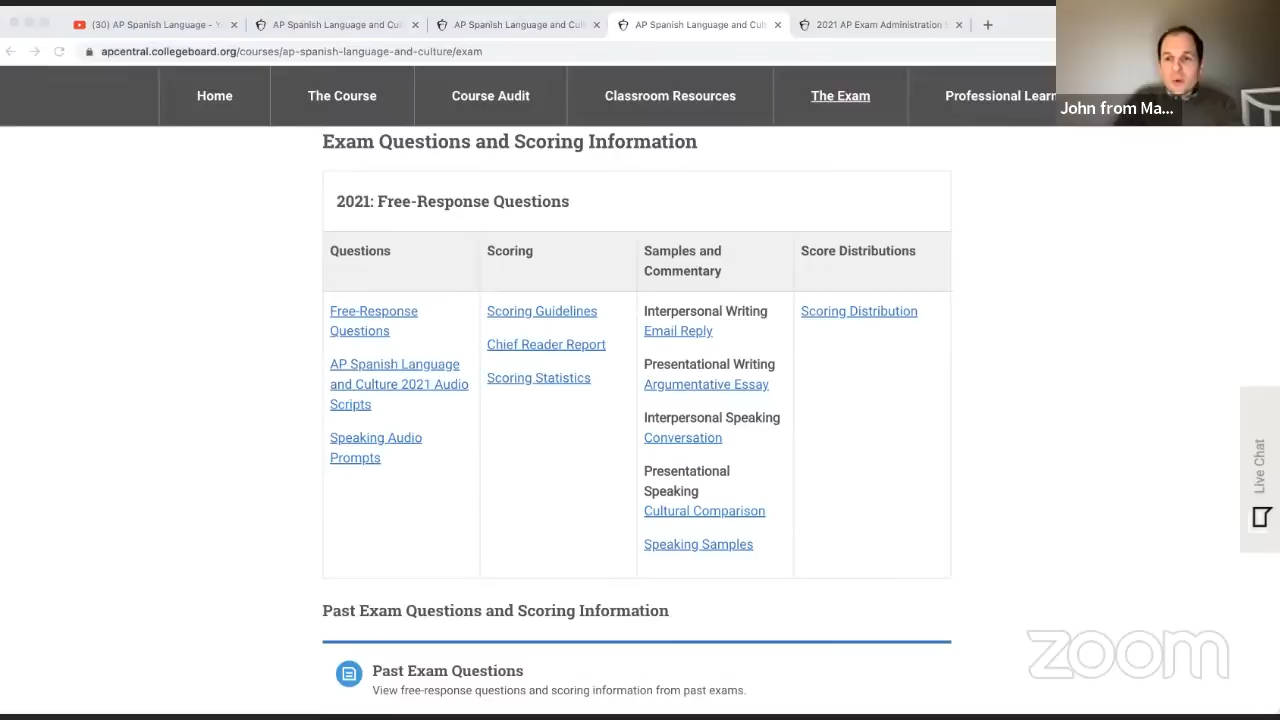 (30) AP Spanish Language - Y
AP Spanish Language and Cul
AP Spanish Language and Cul
AP Spanish Language and Cul
2021 AP Exam Administration S
apcentral.collegeboard.org/courses/ap-spanish-language-and-culture/exam
Home
The Course
Course Audit
Classroom Resources
The Exam
Professional Learn
John from Ma...
Exam Questions and Scoring Information
2021: Free-Response Questions
Questions
Scoring
Samples and
Commentary
Score Distributions
Free-Response
Questions
AP Spanish Language
and Culture 2021 Audio
Scripts
Speaking Audio
Prompts
Scoring Guidelines
Chief Reader Report
Scoring Statistics
Interpersonal Writing
Email Reply
Presentational Writing
Argumentative Essay
Interpersonal Speaking
Conversation
Presentational
Speaking
Cultural Comparison
Speaking Samples
Scoring Distribution
Live Chat
Past Exam Questions and Scoring Information
Past Exam Questions
View free-response questions and scoring information from past exams.
zoom